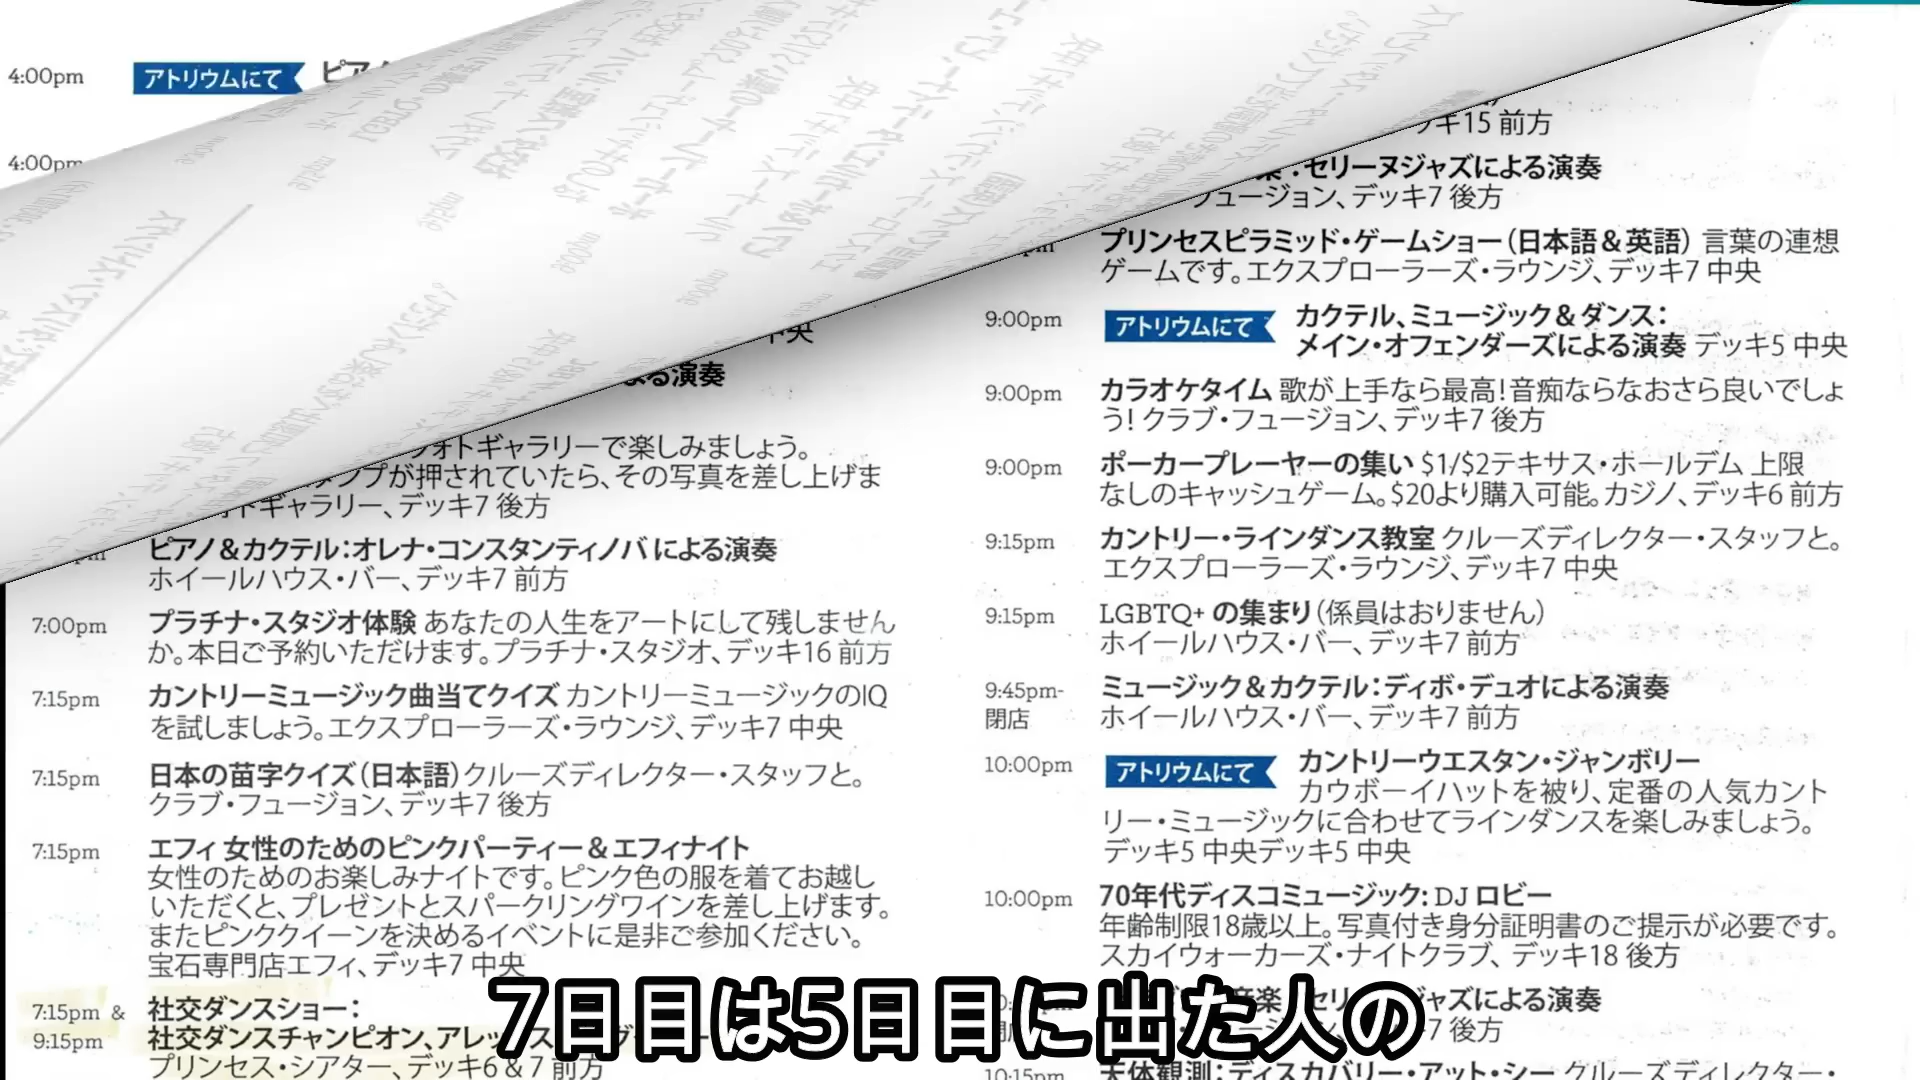 4:00pm アトリウムにて
4:00pm
中央
よる演奏
フォトギャラリーで楽しみましょう。
プが押されていたら、その写真を差し上げま
トギャラリー、デッキ7 後方
ピアノ&カクテル:オレナ・コンスタンティノバによる演奏
ホイールハウス・バー、デッキ7 前方
7:00pm プラチナ・スタジオ体験 あなたの人生をアートにして残しません
か。本日ご予約いただけます。プラチナ・スタジオ、デッキ16 前方
7:15pm カントリーミュージック曲当てクイズ カントリーミュージックのIQ
を試しましょう。エクスプローラーズ・ラウンジ、デッキ7 中央
7:15pm 日本の苗字クイズ(日本語)クルーズディレクター・スタッフと。
クラブ・フュージョン、デッキ7 後方
7:15pm エフィ 女性のためのピンクパーティー&エフィナイト
女性のためのお楽しみナイトです。ピンク色の服を着てお越し
いただくと、プレゼントとスパークリングワインを差し上げます。
またピンククイーンを決めるイベントに是非ご参加ください。
宝石専門店エフィ、デッキ7 中央
7:15pm & 社交ダンスショー:
9:15pm 社交ダンスチャンピオン、アレッ
プリンセス・シアター、デッキ6&7 前方
デッキ15 前方
:セリーヌジャズによる演奏
フュージョン、デッキ7 後方
プリンセスピラミッド・ゲームショー(日本語&英語) 言葉の連想
ゲームです。エクスプローラーズ・ラウンジ、デッキ7 中央
9:00pm アトリウムにて カクテル、ミュージック&ダンス:
メイン・オフェンダーズによる演奏 デッキ5 中央
9:00pm カラオケタイム 歌が上手なら最高!音痴ならなおさら良いでしょ
う! クラブ・フュージョン、デッキ7 後方
9:00pm ポーカープレーヤーの集い $1/$2テキサス・ホールデム 上限
なしのキャッシュゲーム。$20より購入可能。カジノ、デッキ6 前方
9:15pm カントリー・ラインダンス教室 クルーズディレクター・スタッフと。
エクスプローラーズ・ラウンジ、デッキ7 中央
9:15pm LGBTQ+ の集まり(係員はおりません)
ホイールハウス・バー、デッキ7 前方
9:45pm- ミュージック&カクテル:ディボ・デュオによる演奏
閉店 ホイールハウス・バー、デッキ7 前方
10:00pm アトリウムにて カントリーウエスタン・ジャンボリー
カウボーイハットを被り、定番の人気カント
リー・ミュージックに合わせてラインダンスを楽しみましょう。
デッキ5 中央デッキ5 中央
10:00pm 70年代ディスコミュージック: DJ ロビー
年齢制限18歳以上。写真付き身分証明書のご提示が必要です。
スカイウォーカーズ・ナイトクラブ、デッキ18 後方
ジャズによる演奏
7 後方
10:15pm 天体観測:ディスカバリー・アット・シー クルーズディレクター・
7日目は5日目に出た人の